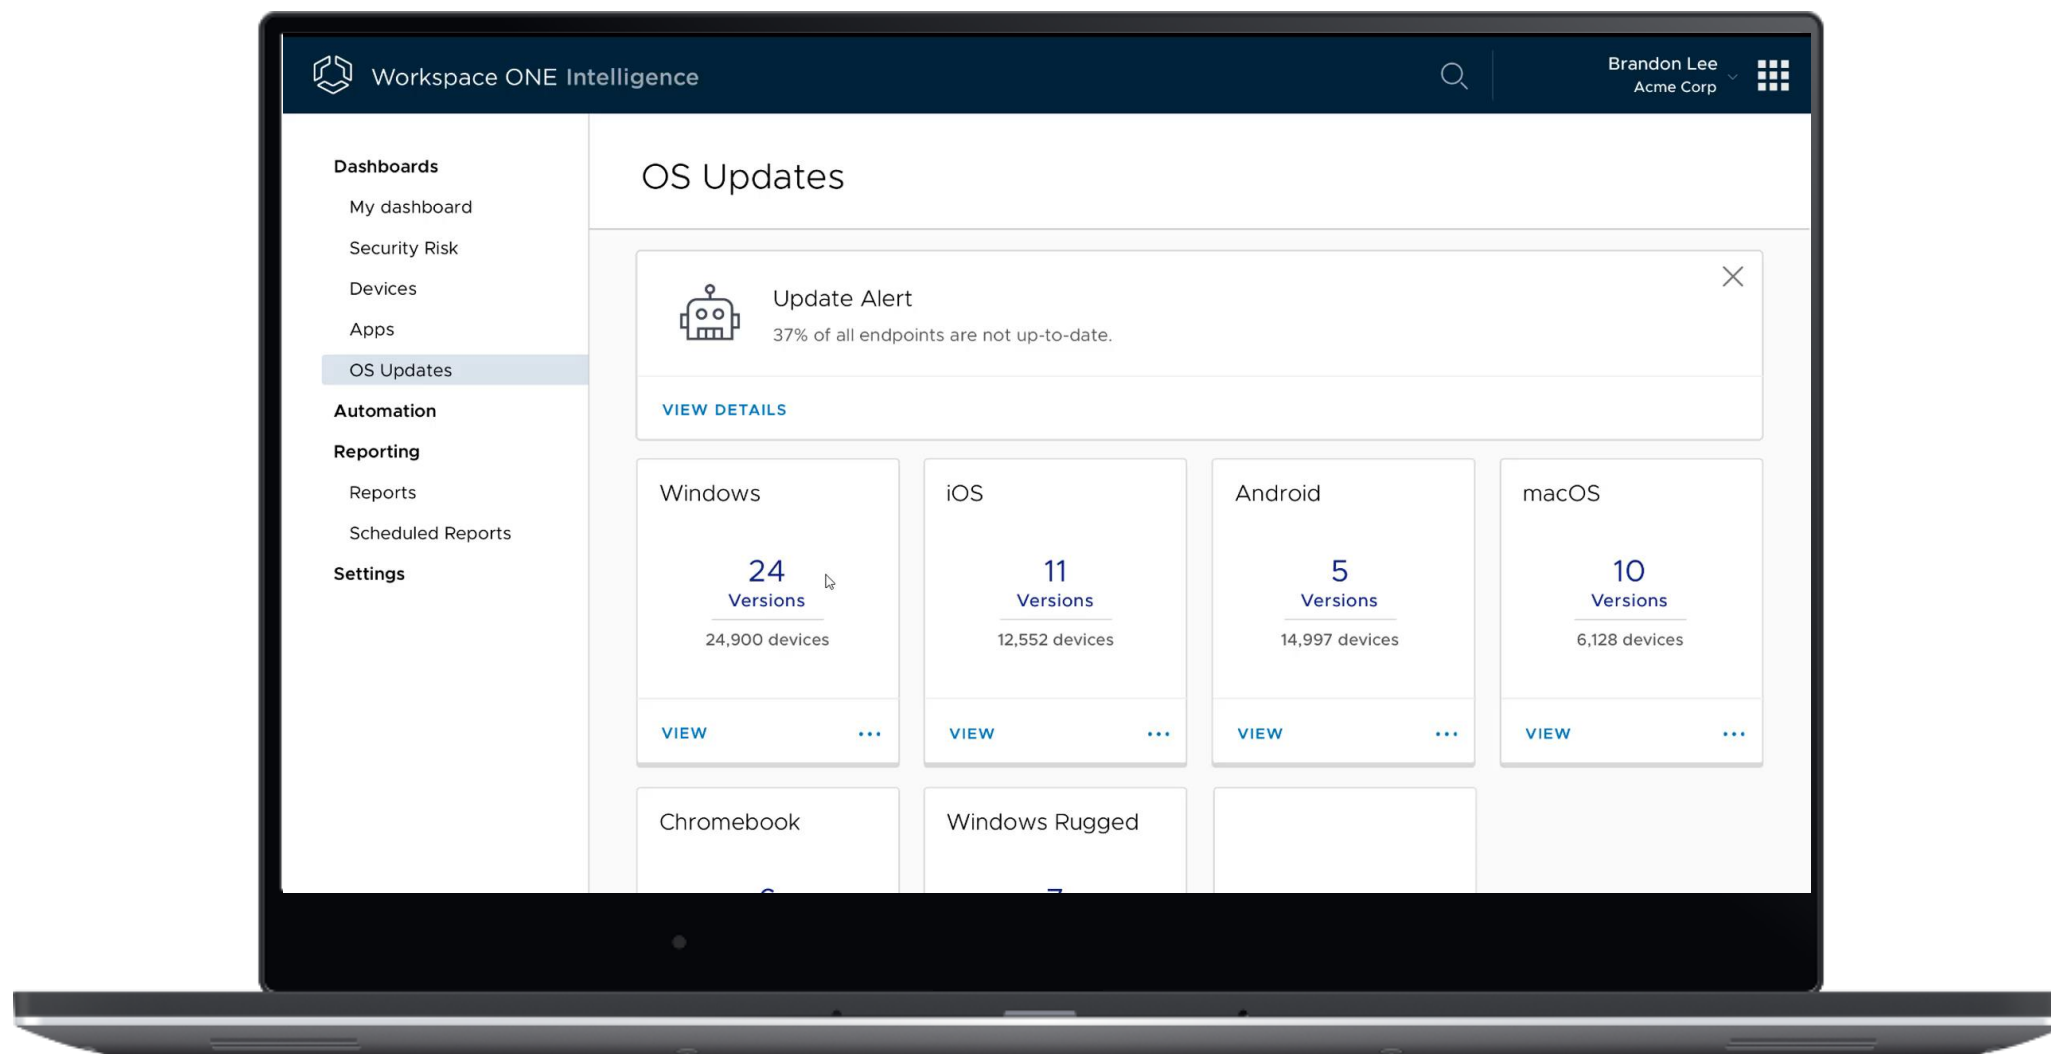 Workspace ONE Intelligence
Brandon Lee
Acme Corp
Dashboards
My dashboard
Security Risk
Devices
Apps
OS Updates
Automation
Reporting
Reports
Scheduled Reports
Settings
OS Updates
Update Alert
37% of all endpoints are not up-to-date.
VIEW DETAILS
Windows
24
Versions
24,900 devices
VIEW
iOS
11
Versions
12,552 devices
VIEW
Android
5
Versions
14,997 devices
VIEW
macOS
10
Versions
6,128 devices
VIEW
Chromebook
Windows Rugged